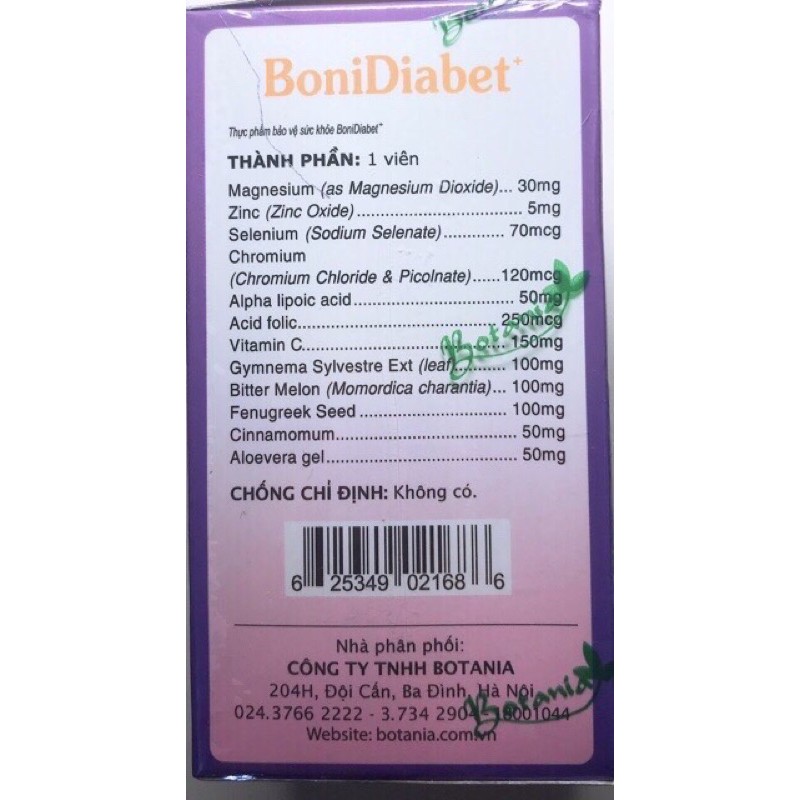 Botania
BoniDiabet+
Thực phẩm bảo vệ sức khỏe BoniDiabet+
THÀNH PHẦN: 1 viên
Magnesium (as Magnesium Dioxide)... 30mg
Zinc (Zinc Oxide) .................................. 5mg
Selenium (Sodium Selenate) ............. 70mcg
Chromium
(Chromium Chloride & Picolnate)......120mcg
Alpha lipoic acid ................................. 50mg
Acid folic......................................... 250mcg
Vitamin C.......................................... 150mg
Gymnema Sylvestre Ext (leaf)........... 100mg
Bitter Melon (Momordica charantia)... 100mg
Fenugreek Seed ............................... 100mg
Cinnamomum..................................... 50mg
Aloevera gel....................................... 50mg
CHỐNG CHỈ ĐỊNH: Không có.
Botania
6 25349 02168 6
Nhà phân phối:
CÔNG TY TNHH BOTANIA
204H, Đội Cấn, Ba Đình, Hà Nội
024.3766 2222 - 3.734 2904 - 18001044
Website: botania.com.vn
Botania